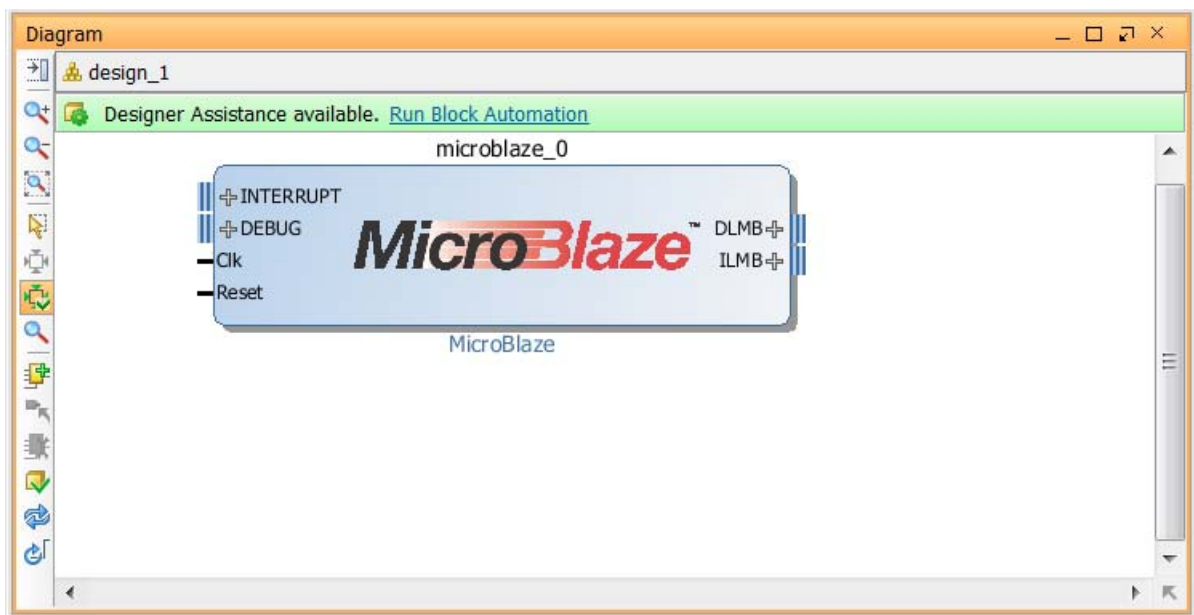 Diagram
design_1
Designer Assistance available. Run Block Automation
microblaze_0
INTERRUPT
DEBUG
Clk
Reset
MicroBlaze™
DLMB
ILMB
MicroBlaze